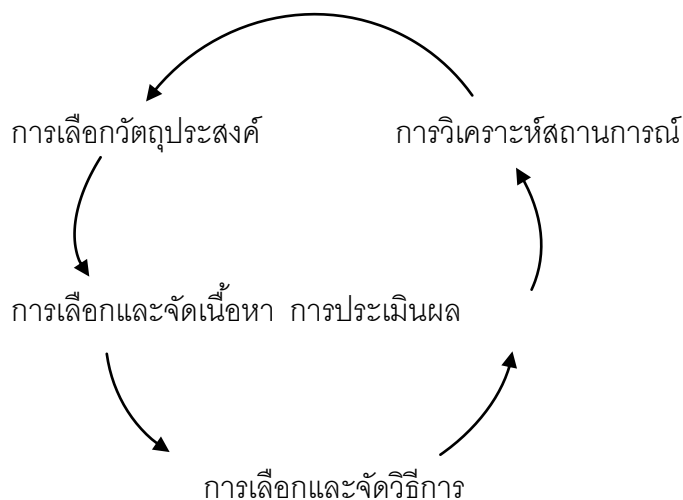 การเลือกวัตถุประสงค์ การวิเคราะห์สถานการณ์
การเลือกและจัดเนื้อหา การประเมินผล
การเลือกและจัดวิธีการ